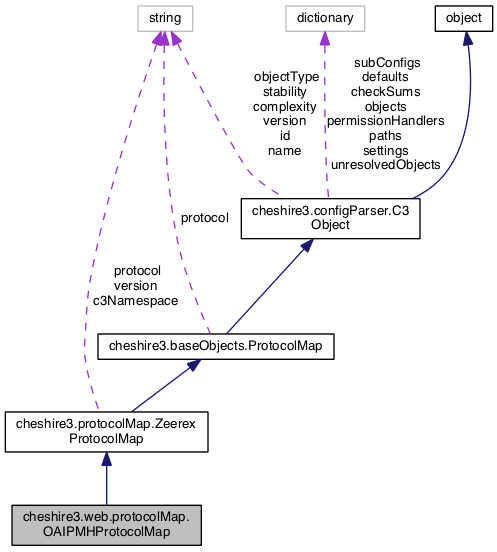 string
dictionary
object
objectType
stability
complexity
version
id
name
subConfigs
defaults
checkSums
objects
permissionHandlers
paths
settings
unresolvedObjects
cheshire3.configParser.C3
Object
protocol
protocol
version
c3Namespace
cheshire3.baseObjects.ProtocolMap
cheshire3.protocolMap.Zeerex
ProtocolMap
cheshire3.web.protocolMap.
OAIPMHProtocolMap